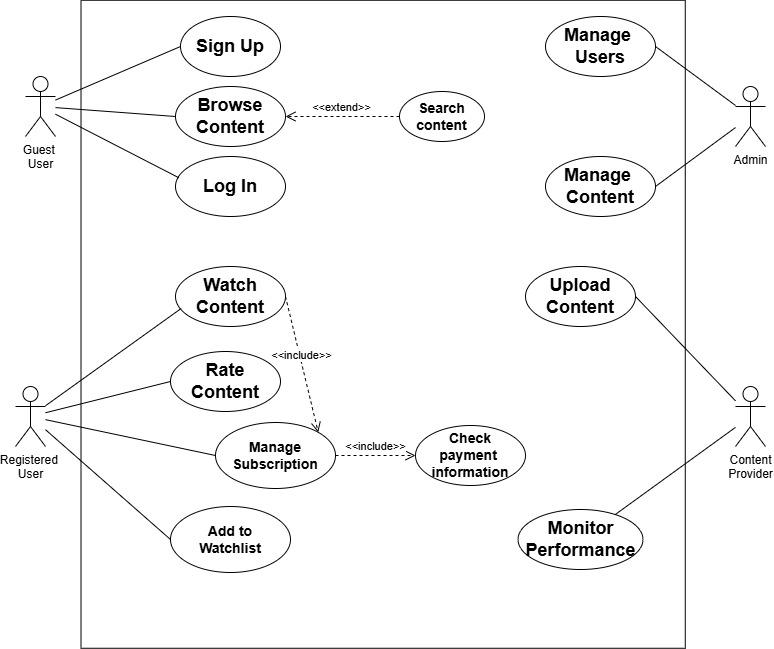 Sign Up
Manage
Users
Browse
Content
<<extend>>
Search
content
Guest
User
Admin
Log In
Manage
Content
Watch
Content
Upload
Content
<<include>>
Rate
Content
Manage
Subscription
<<include>>
Check
payment
information
Registered
User
Content
Provider
Add to
Watchlist
Monitor
Performance